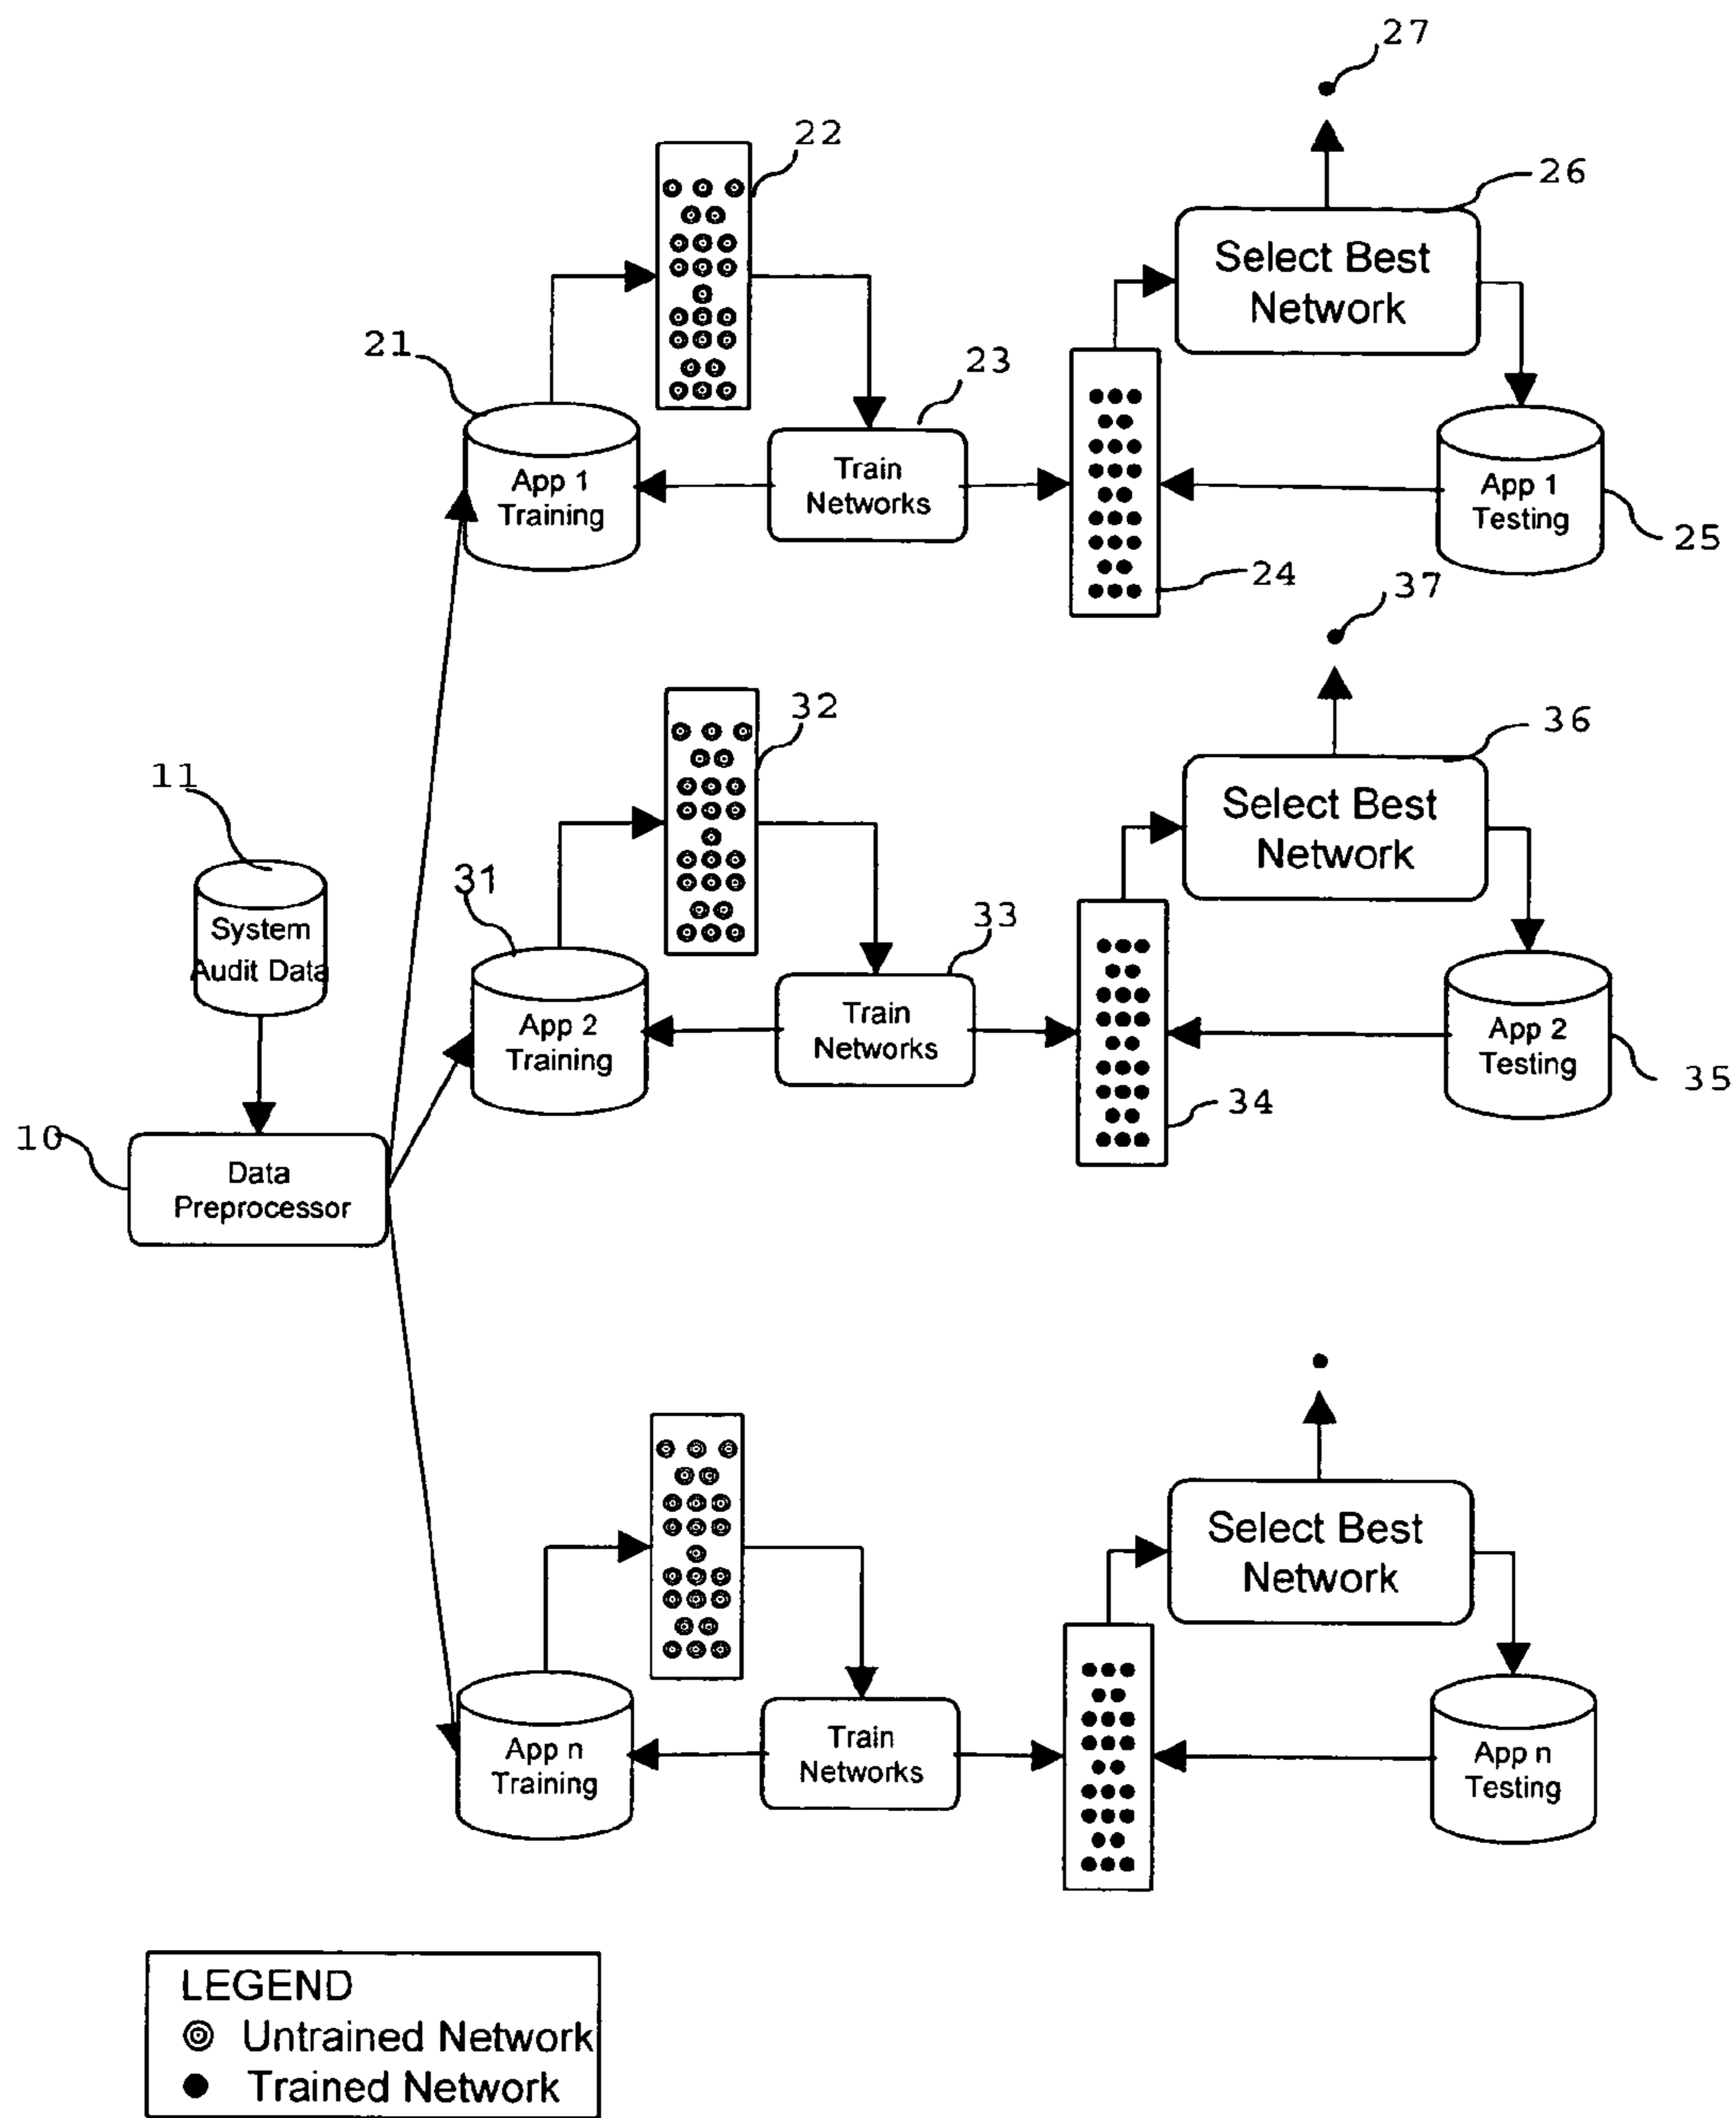 27
22
26
Select Best
Network
21
23
App 1
Training
Train
Networks
App 1
Testing
25
24
37
32
36
Select Best
Network
11
System
Audit Data
31
33
App 2
Training
Train
Networks
App 2
Testing
35
34
10
Data
Preprocessor
Select Best
Network
App n
Training
Train
Networks
App n
Testing
LEGEND
Untrained Network
Trained Network